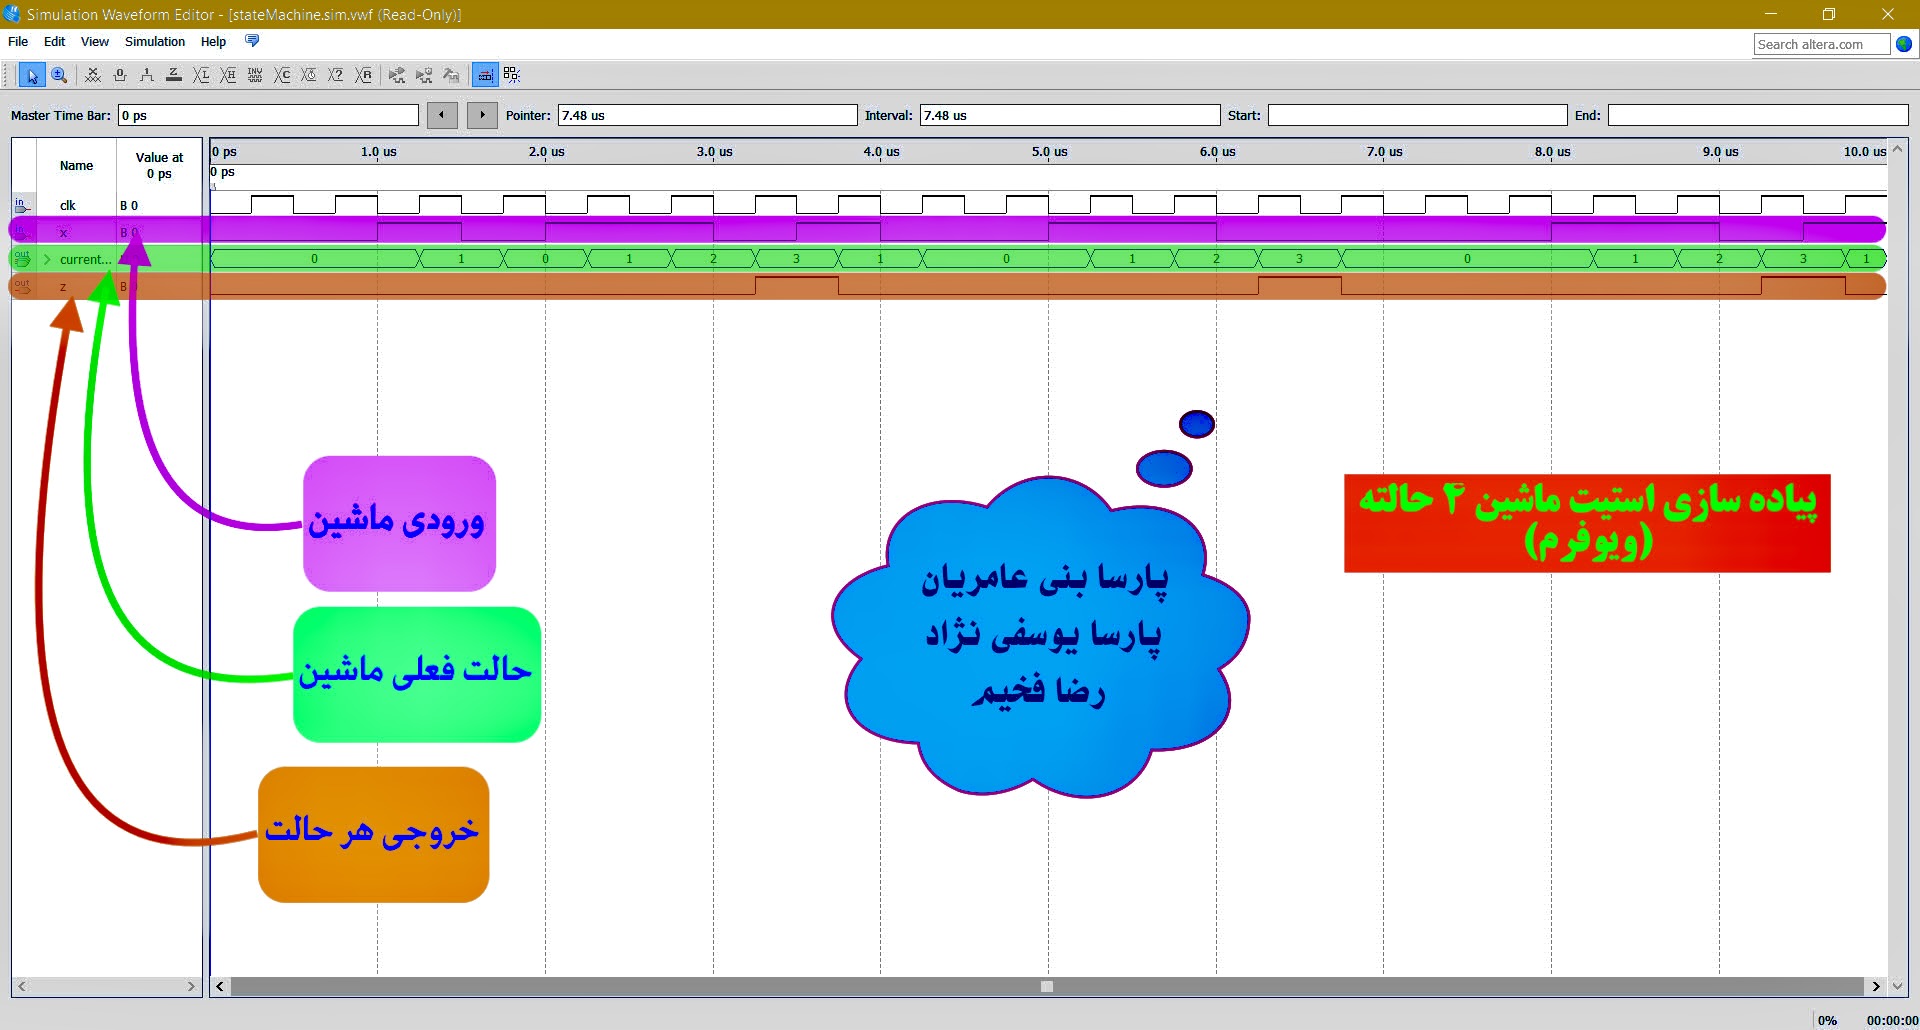 Simulation Waveform Editor - [stateMachine.sim.vwf (Read-Only)]
File Edit View Simulation Help
Search altera.com
Master Time Bar: 0 ps Pointer: 7.48 us Interval: 7.48 us Start: End:
Name Value at 0 ps
0 ps 1.0 us 2.0 us 3.0 us 4.0 us 5.0 us 6.0 us 7.0 us 8.0 us 9.0 us 10.0 us
0 ps
in clk B 0
in x B 0
out current... 0 1 0 1 2 3 1 0 1 2 3 0 1 2 3 1
out z B
ورودی ماشین
حالت فعلی ماشین
خروجی هر حالت
پارسا بنی عامریان
پارسا یوسفی نژاد
رضا فخیم
پیاده سازی استیت ماشین ۴ حالته
(ویوفرم)
0% 00:00:00